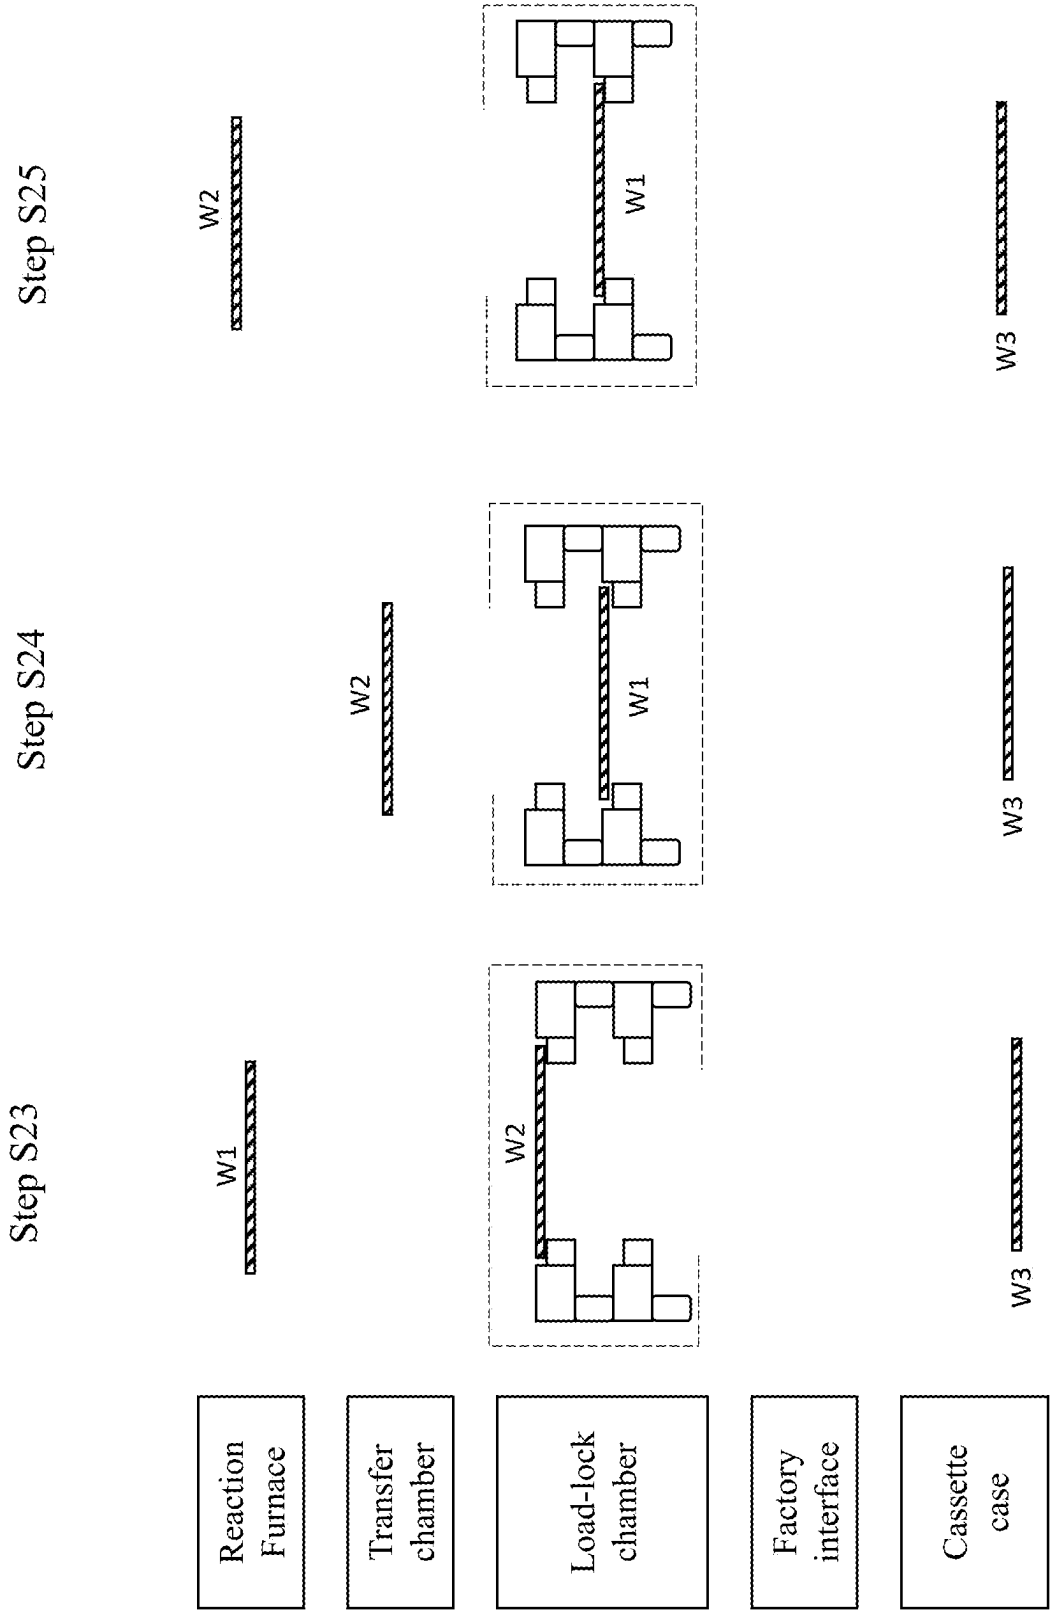 Step S23
Step S24
Step S25
Reaction
Furnace
W1
W2
Transfer
chamber
W2
Load-lock
chamber
W2
W1
W1
Factory
interface
Cassette
case
W3
W3
W3